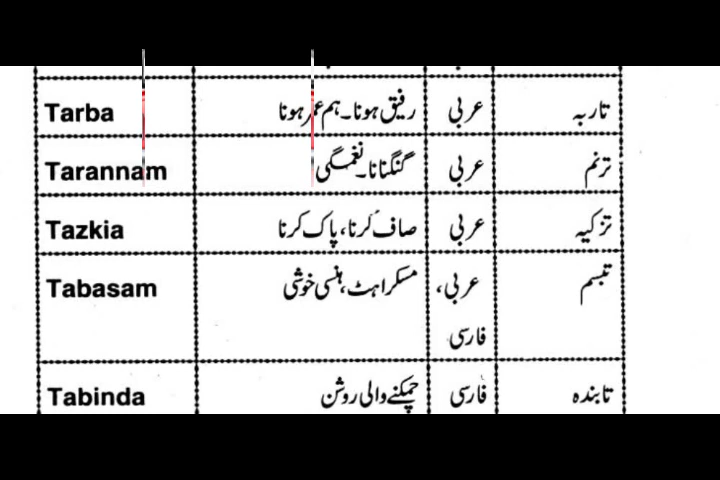 تاربہ عربی رفیق ہونا۔ ہم عمر ہونا Tarba
ترنم عربی گنگنانا۔ نغمگی Tarannam
تزکیہ عربی صاف کرنا، پاک کرنا Tazkia
تبسم عربی، مسکراہٹ، ہنسی خوشی Tabasam
فارسی
تابندہ فارسی چمکنے والی روشن Tabinda